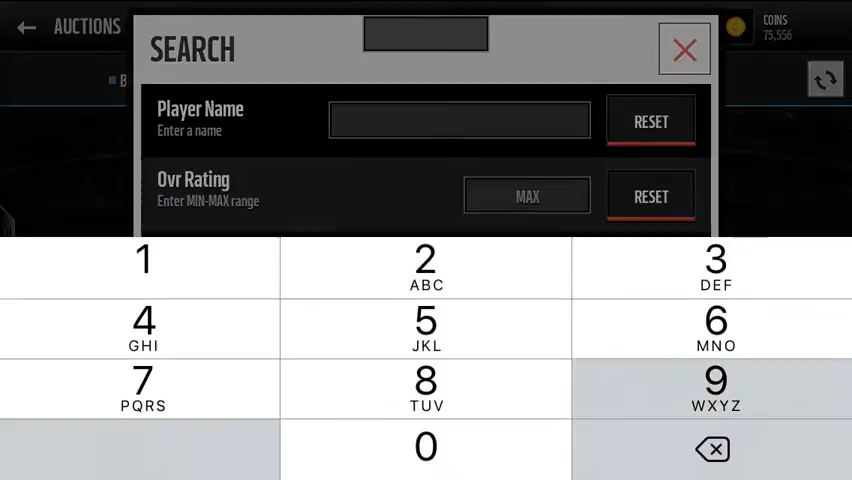 AUCTIONS
COINS
75,556
SEARCH
Player Name
Enter a name
RESET
Ovr Rating
Enter MIN-MAX range
MAX
RESET
1
2
ABC
3
DEF
4
GHI
5
JKL
6
MNO
7
PQRS
8
TUV
9
WXYZ
0